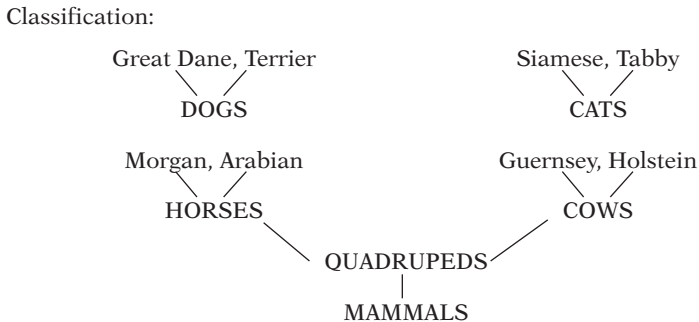 Classification:
Great Dane, Terrier Siamese, Tabby
DOGS CATS
Morgan, Arabian Guernsey, Holstein
HORSES COWS
QUADRUPEDS
MAMMALS